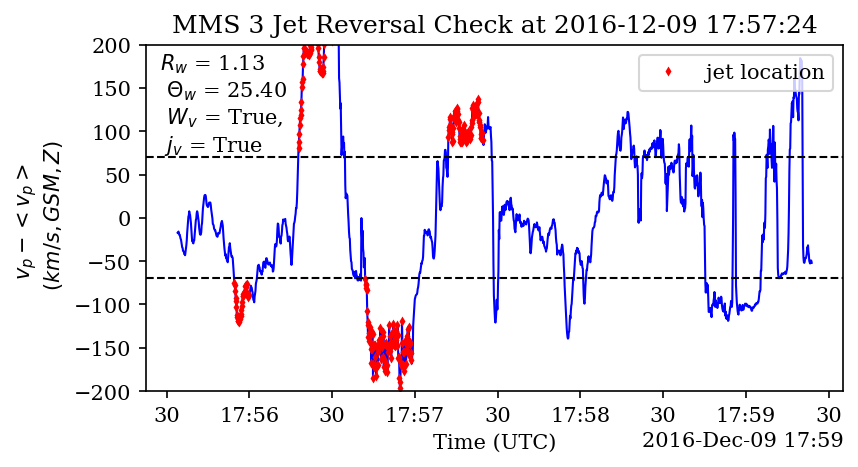 MMS 3 Jet Reversal Check at 2016-12-09 17:57:24
R_w = 1.13
Θ_w = 25.40
W_v = True,
j_v = True
jet location
v_p − < v_p >
(km/s, GSM, Z)
200
150
100
50
0
−50
−100
−150
−200
30 17:56 30 17:57 30 17:58 30 17:59 30
Time (UTC)
2016-Dec-09 17:59